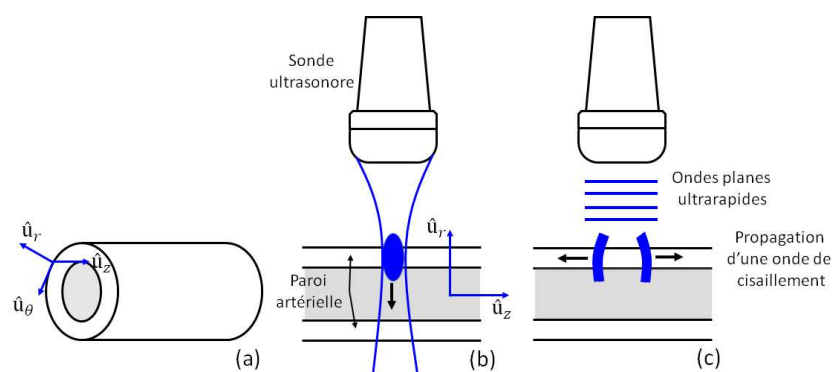 Sonde
ultrasonore
Ondes planes
ultrarapides
û_r
û_z
û_θ
(a)
Paroi
artérielle
û_r
û_z
(b)
Propagation
d'une onde de
cisaillement
(c)